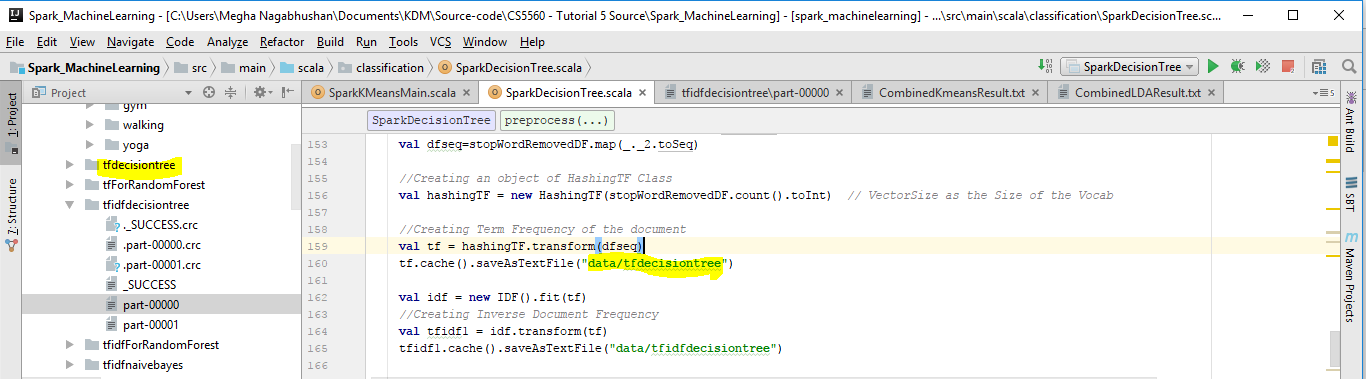 Spark_MachineLearning - [C:\Users\Megha Nagabhushan\Documents\KDM\Source-code\CS5560 - Tutorial 5 Source\Spark_MachineLearning] - [spark_machinelearning] - ...\src\main\scala\classification\SparkDecisionTree.sc...
File Edit View Navigate Code Analyze Refactor Build Run Tools VCS Window Help
Spark_MachineLearning src main scala classification SparkDecisionTree.scala SparkDecisionTree
Project SparkKMeansMain.scala SparkDecisionTree.scala tfidfdecisiontree\part-00000 CombinedKmeansResult.txt CombinedLDAResult.txt
1: Project
7: Structure
gym
walking
yoga
tfdecisiontree
tfForRandomForest
tfidfdecisiontree
._SUCCESS.crc
.part-00000.crc
.part-00001.crc
_SUCCESS
part-00000
part-00001
tfidfForRandomForest
tfidfnaivebayes
SparkDecisionTree preprocess(...)
153 val dfseq=stopWordRemovedDF.map(_._2.toSeq)
154
155 //Creating an object of HashingTF Class
156 val hashingTF = new HashingTF(stopWordRemovedDF.count().toInt) // VectorSize as the Size of the Vocab
157
158 //Creating Term Frequency of the document
159 val tf = hashingTF.transform(dfseq)
160 tf.cache().saveAsTextFile("data/tfdecisiontree")
161
162 val idf = new IDF().fit(tf)
163 //Creating Inverse Document Frequency
164 val tfidf1 = idf.transform(tf)
165 tfidf1.cache().saveAsTextFile("data/tfidfdecisiontree")
166
Ant Build
SBT
Maven Projects